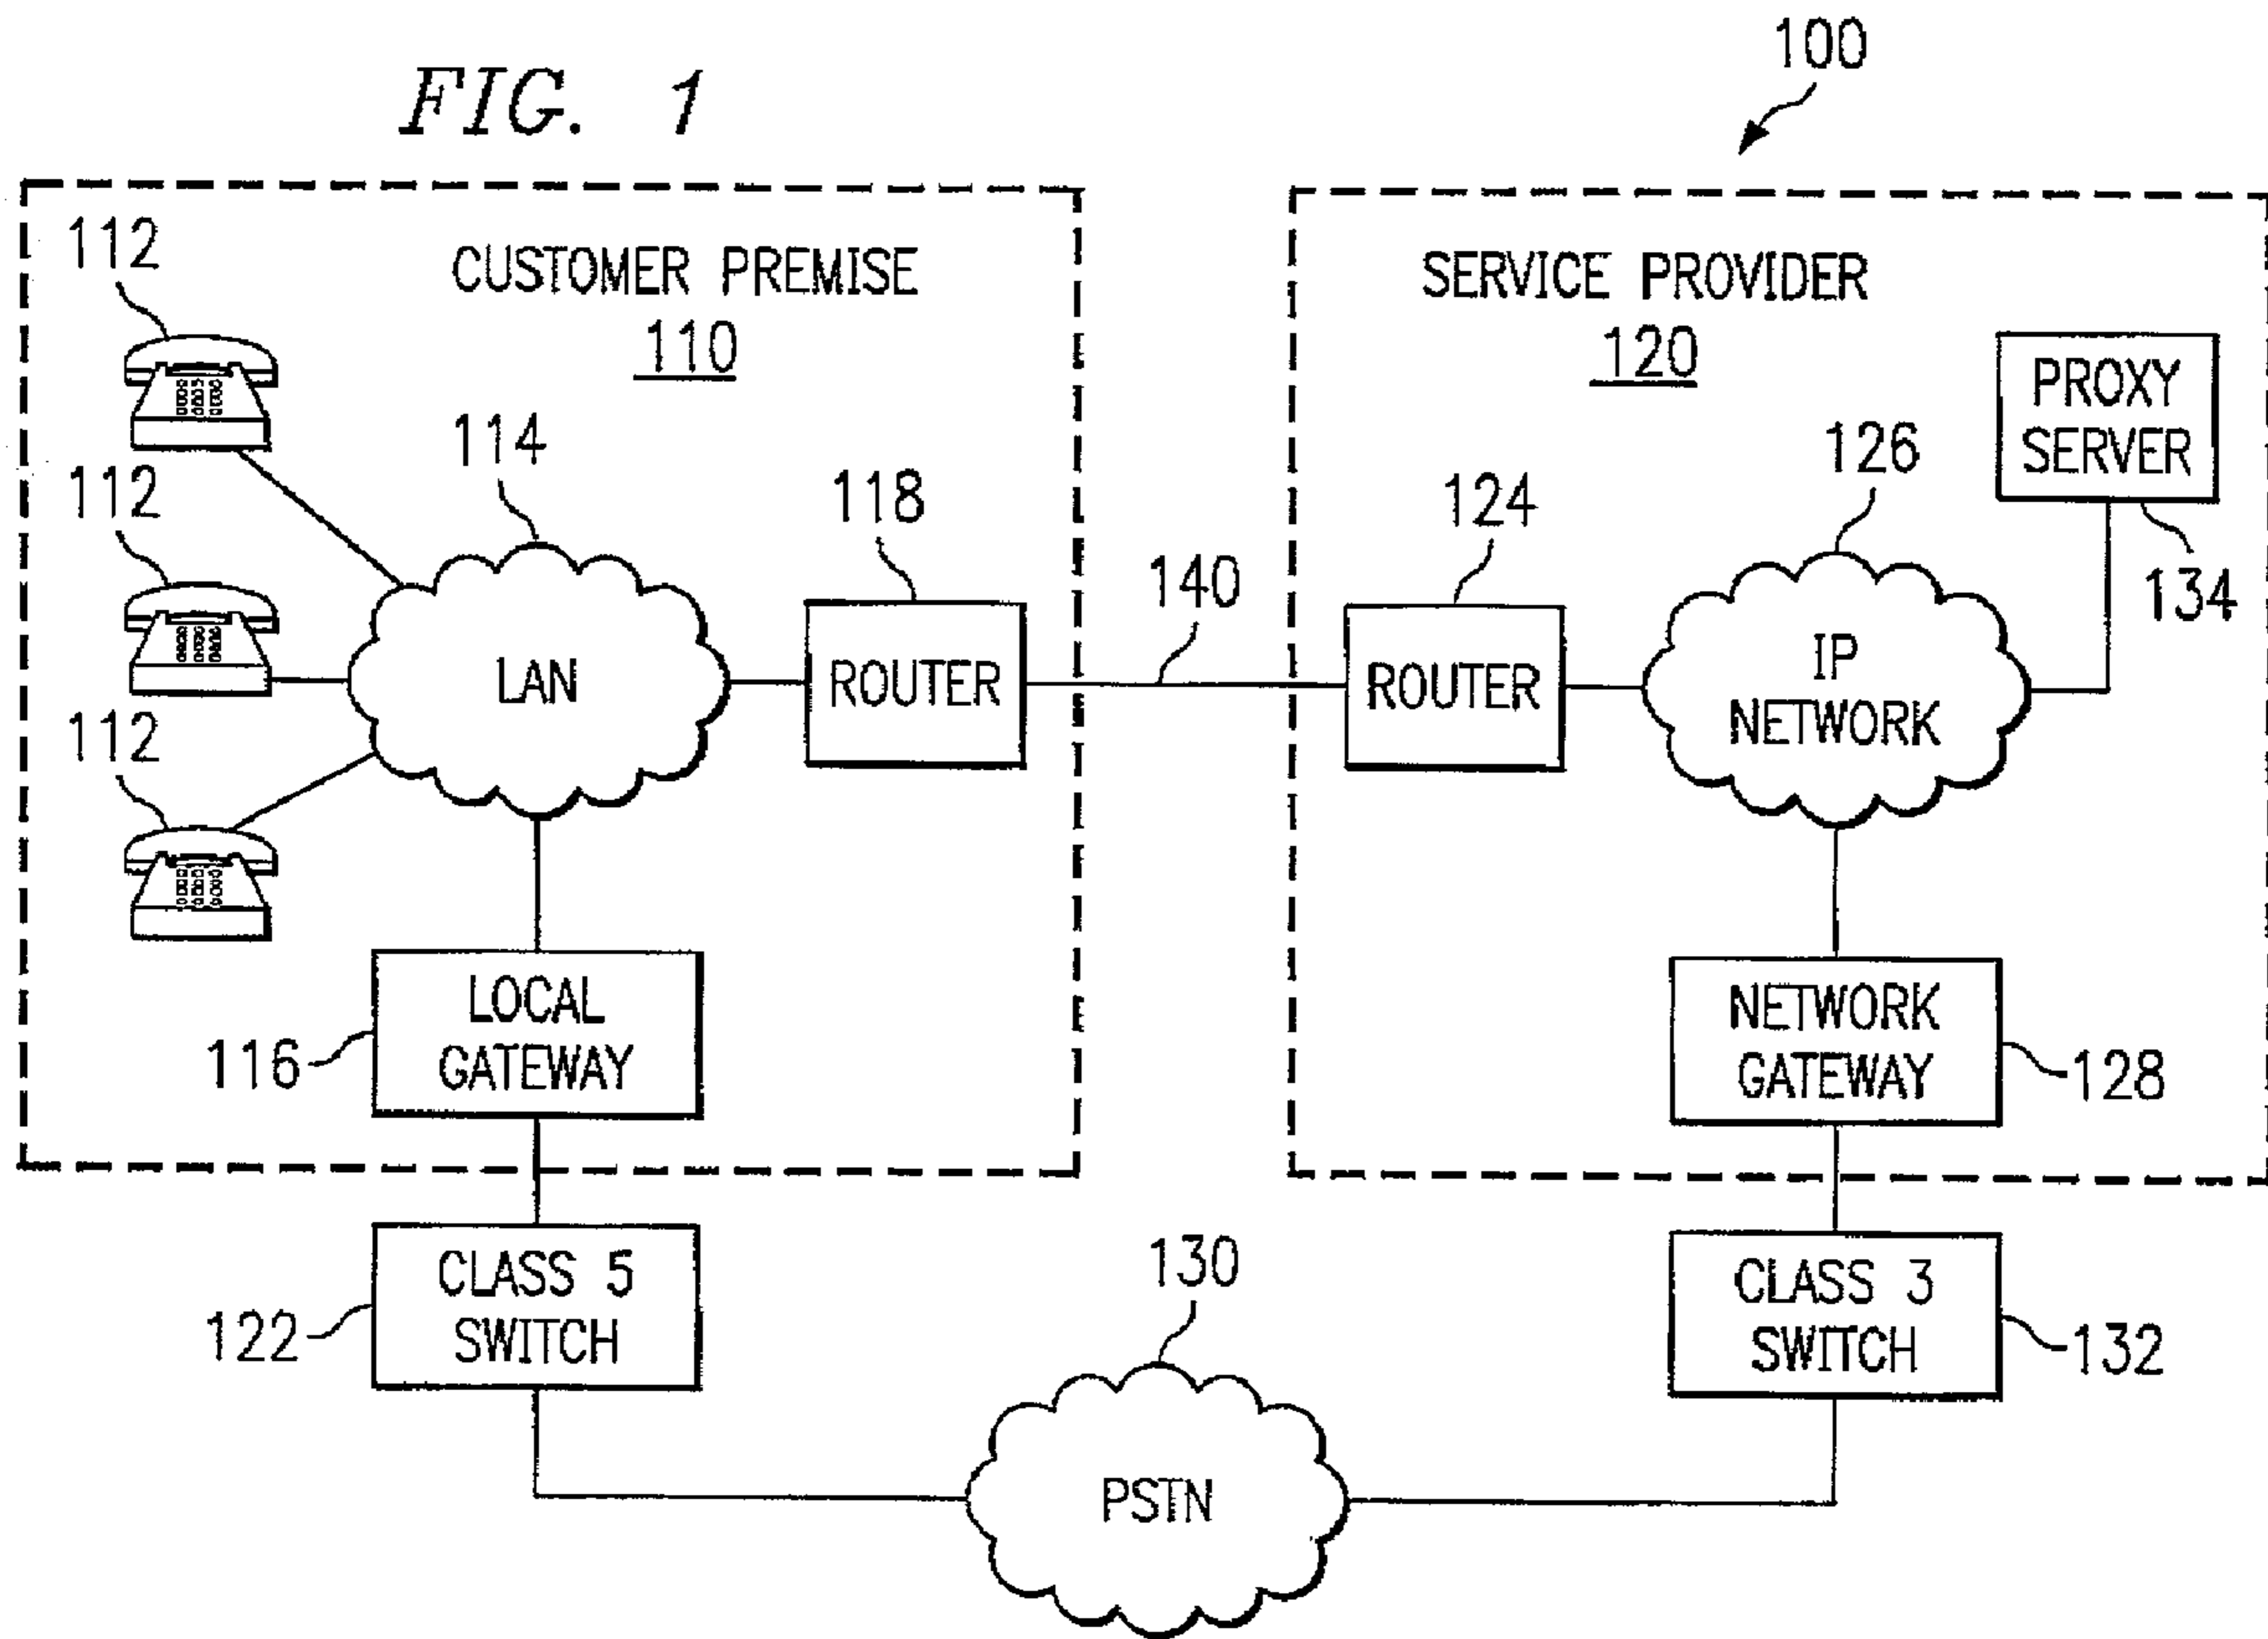 FIG. 1
100
CUSTOMER PREMISE
110
112
112
112
114
LAN
118
ROUTER
LOCAL
GATEWAY
116
140
SERVICE PROVIDER
120
PROXY
SERVER
134
124
ROUTER
126
IP
NETWORK
NETWORK
GATEWAY
128
CLASS 5
SWITCH
122
130
PSTN
CLASS 3
SWITCH
132